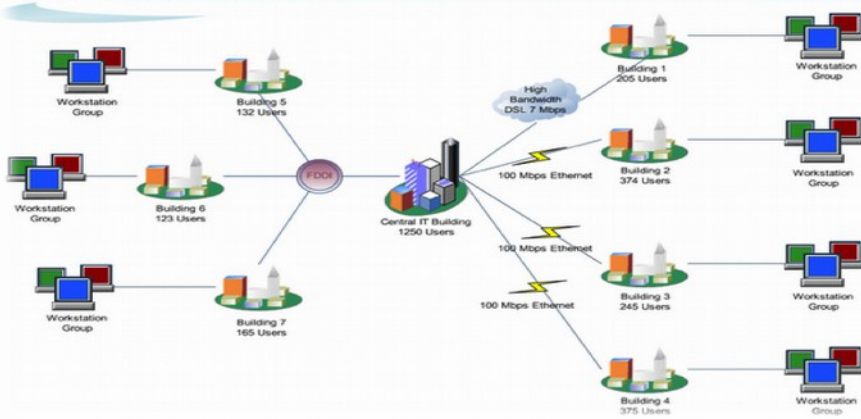 Building 1
205 Users
Workstation
Group
Building 5
132 Users
Workstation
Group
High
Bandwidth
DSL 7 Mbps
Building 2
374 Users
Workstation
Group
100 Mbps Ethernet
FDDI
Building 6
123 Users
Workstation
Group
Central IT Building
1250 Users
100 Mbps Ethernet
Building 3
245 Users
Workstation
Group
100 Mbps Ethernet
Building 7
165 Users
Workstation
Group
Building 4
375 Users
Workstation
Group